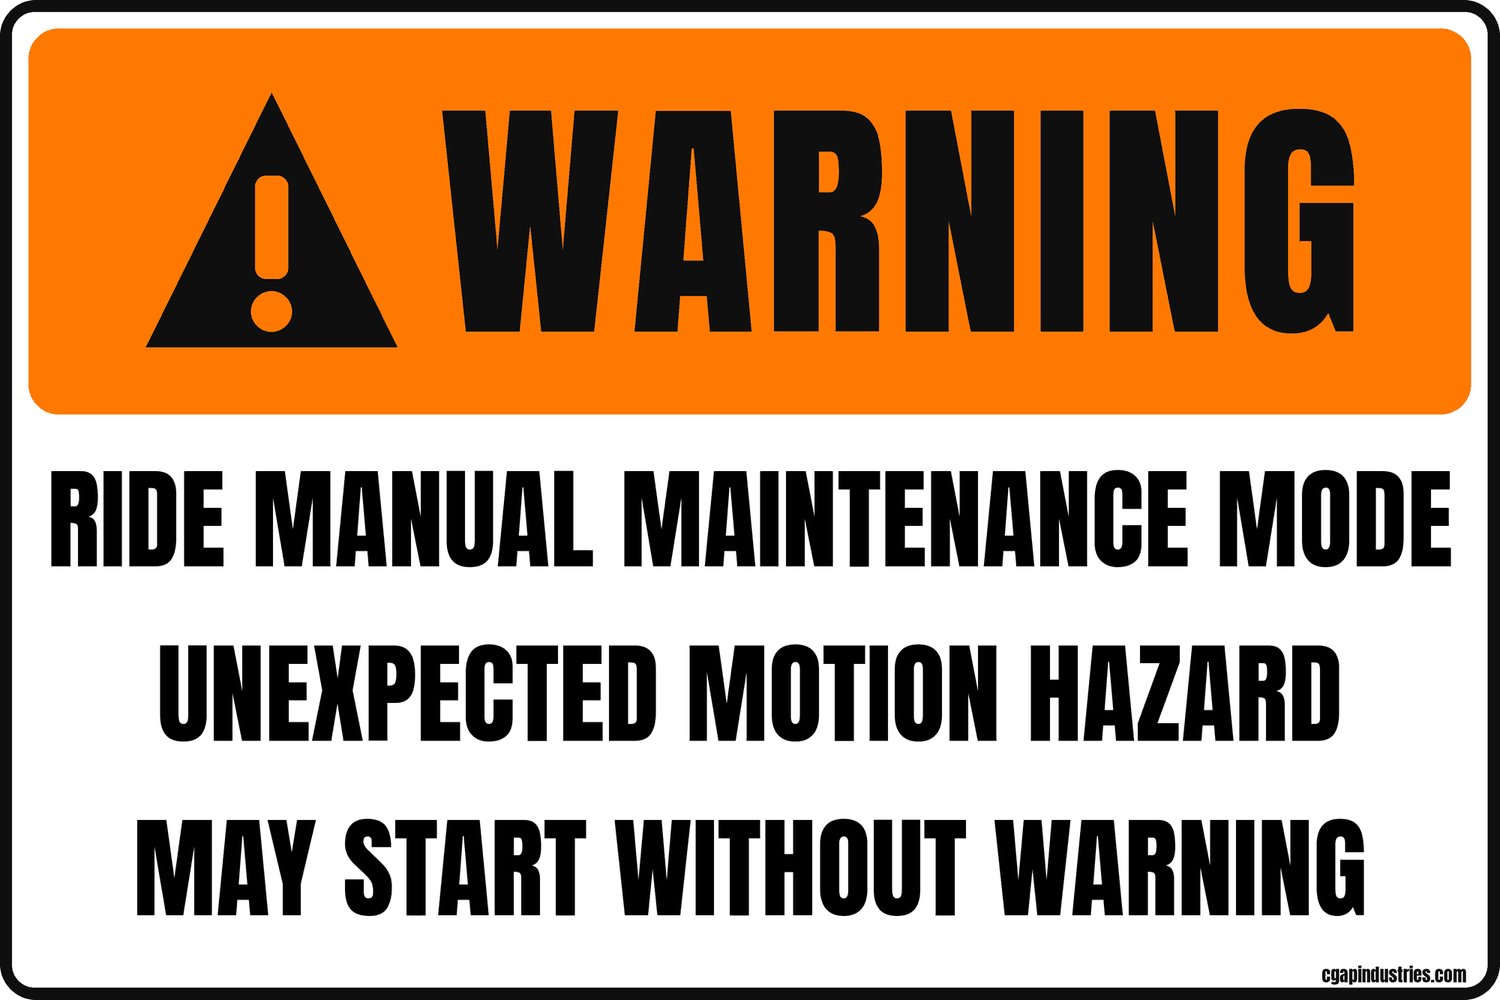 WARNING
RIDE MANUAL MAINTENANCE MODE
UNEXPECTED MOTION HAZARD
MAY START WITHOUT WARNING
cgapindustries.com